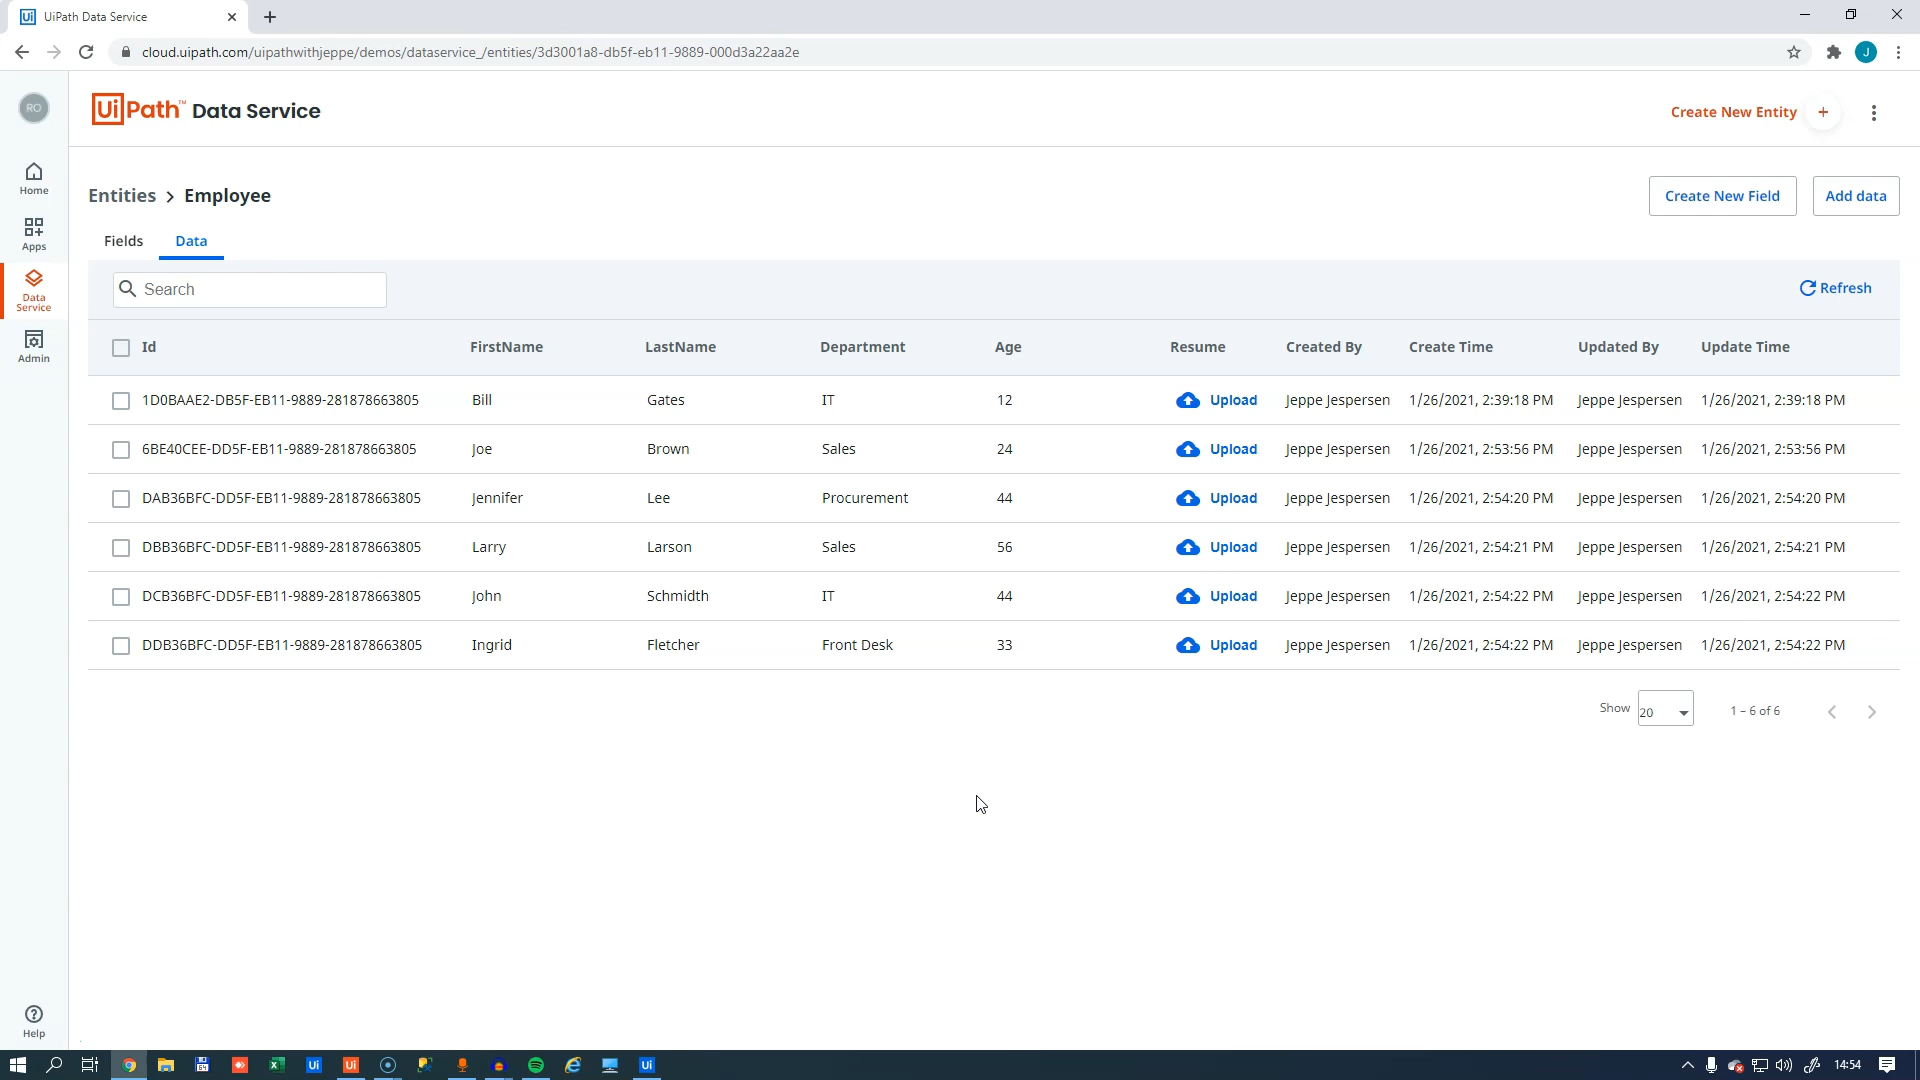 UiPath Data Service
cloud.uipath.com/uipathwithjeppe/demos/dataservice_/entities/3d3001a8-db5f-eb11-9889-000d3a22aa2e
J
RO
UiPath™ Data Service
Create New Entity +
Home
Apps
Data Service
Admin
Help
Entities > Employee
Create New Field
Add data
Fields Data
Search
Refresh
Id FirstName LastName Department Age Resume Created By Create Time Updated By Update Time
1D0BAAE2-DB5F-EB11-9889-281878663805 Bill Gates IT 12 Upload Jeppe Jespersen 1/26/2021, 2:39:18 PM Jeppe Jespersen 1/26/2021, 2:39:18 PM
6BE40CEE-DD5F-EB11-9889-281878663805 Joe Brown Sales 24 Upload Jeppe Jespersen 1/26/2021, 2:53:56 PM Jeppe Jespersen 1/26/2021, 2:53:56 PM
DAB36BFC-DD5F-EB11-9889-281878663805 Jennifer Lee Procurement 44 Upload Jeppe Jespersen 1/26/2021, 2:54:20 PM Jeppe Jespersen 1/26/2021, 2:54:20 PM
DBB36BFC-DD5F-EB11-9889-281878663805 Larry Larson Sales 56 Upload Jeppe Jespersen 1/26/2021, 2:54:21 PM Jeppe Jespersen 1/26/2021, 2:54:21 PM
DCB36BFC-DD5F-EB11-9889-281878663805 John Schmidth IT 44 Upload Jeppe Jespersen 1/26/2021, 2:54:22 PM Jeppe Jespersen 1/26/2021, 2:54:22 PM
DDB36BFC-DD5F-EB11-9889-281878663805 Ingrid Fletcher Front Desk 33 Upload Jeppe Jespersen 1/26/2021, 2:54:22 PM Jeppe Jespersen 1/26/2021, 2:54:22 PM
Show 20 1 – 6 of 6
64 Ui Ui Ui 14:54